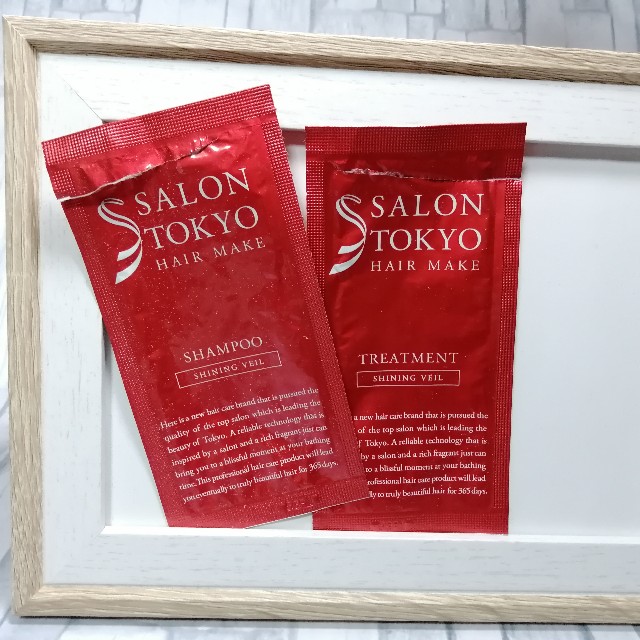 SALON
TOKYO
HAIR MAKE
SHAMPOO
SHINING VEIL
Here is a new hair care brand that is pursued the
quality of the top salon which is leading the
beauty of Tokyo. A reliable technology that is
inspired by a salon and a rich fragrant just can
bring you to a blissful moment at your bathing
time. This professional hair care product will lead
you eventually to truly beautiful hair for 365 days.
SALON
TOKYO
HAIR MAKE
TREATMENT
SHINING VEIL
a new hair care brand that is pursued the
of the top salon which is leading the
of Tokyo. A reliable technology that is
by a salon and a rich fragrant just can
to a blissful moment at your bathing
professional hair care product will lead
to truly beautiful hair for 365 days.